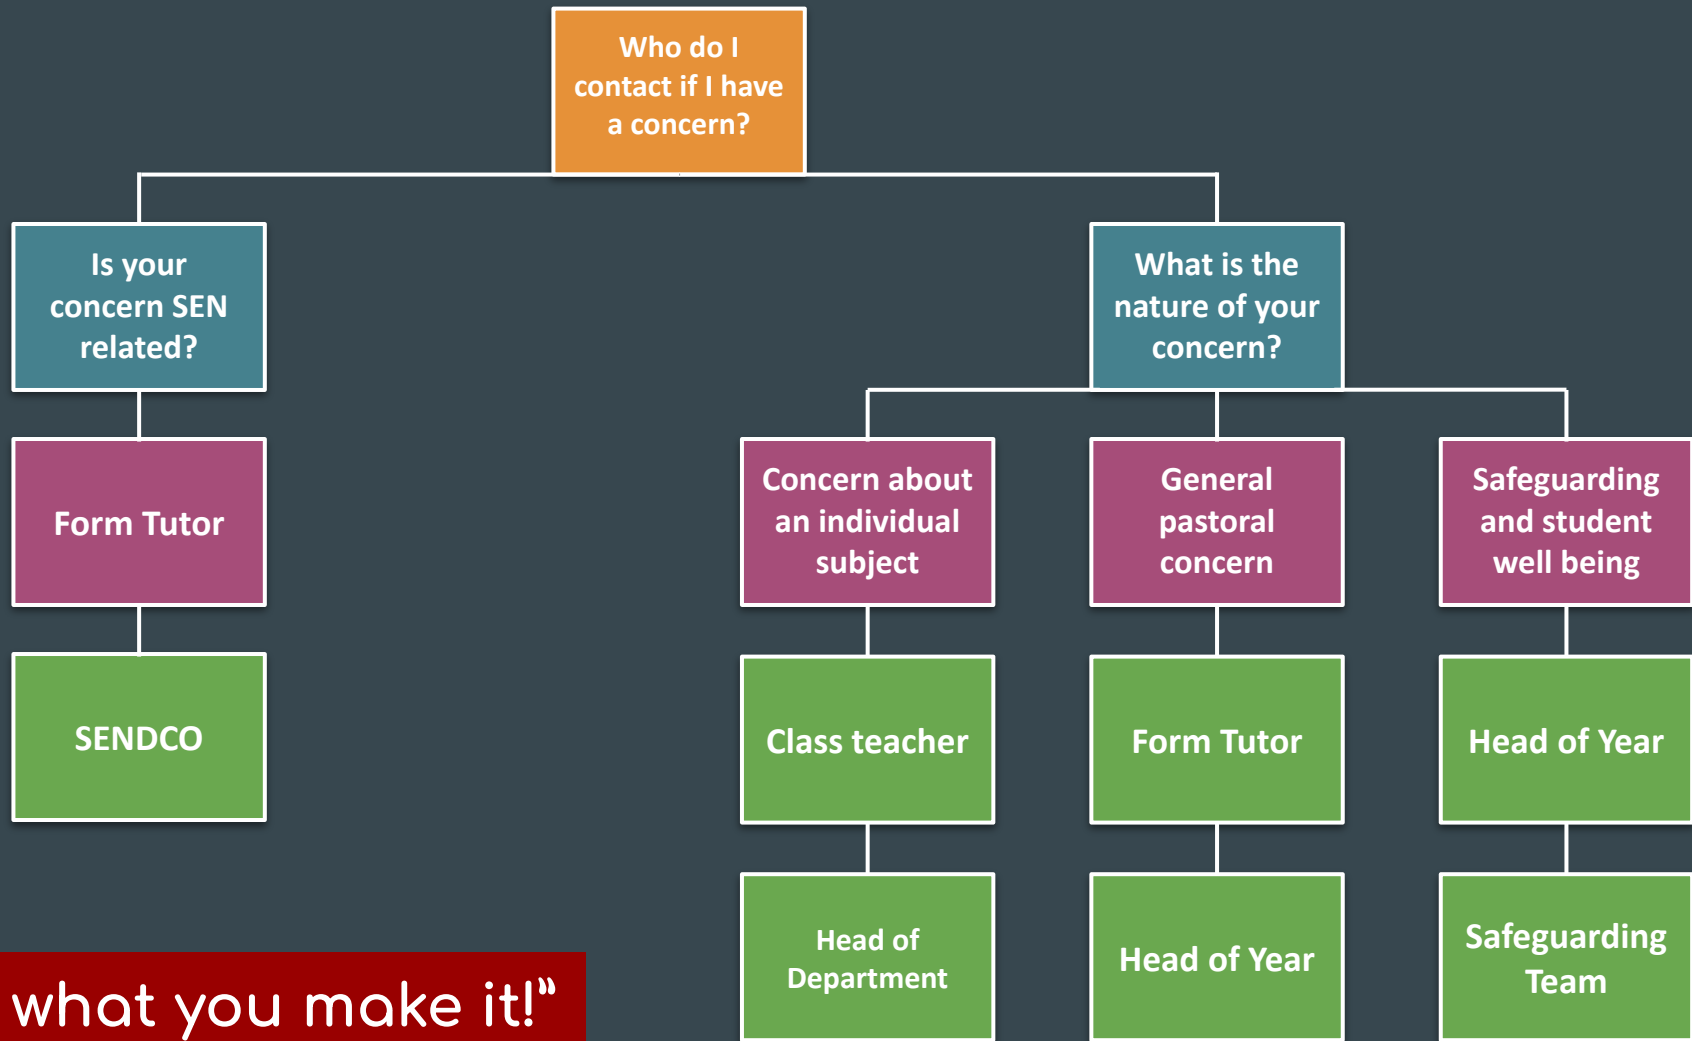 Who do I
contact if I have
a concern?
Is your
concern SEN
related?
What is the
nature of your
concern?
Form Tutor
Concern about
an individual
subject
General
pastoral
concern
Safeguarding
and student
well being
SENDCO
Class teacher
Form Tutor
Head of Year
Head of
Department
Head of Year
Safeguarding
Team
what you make it!”